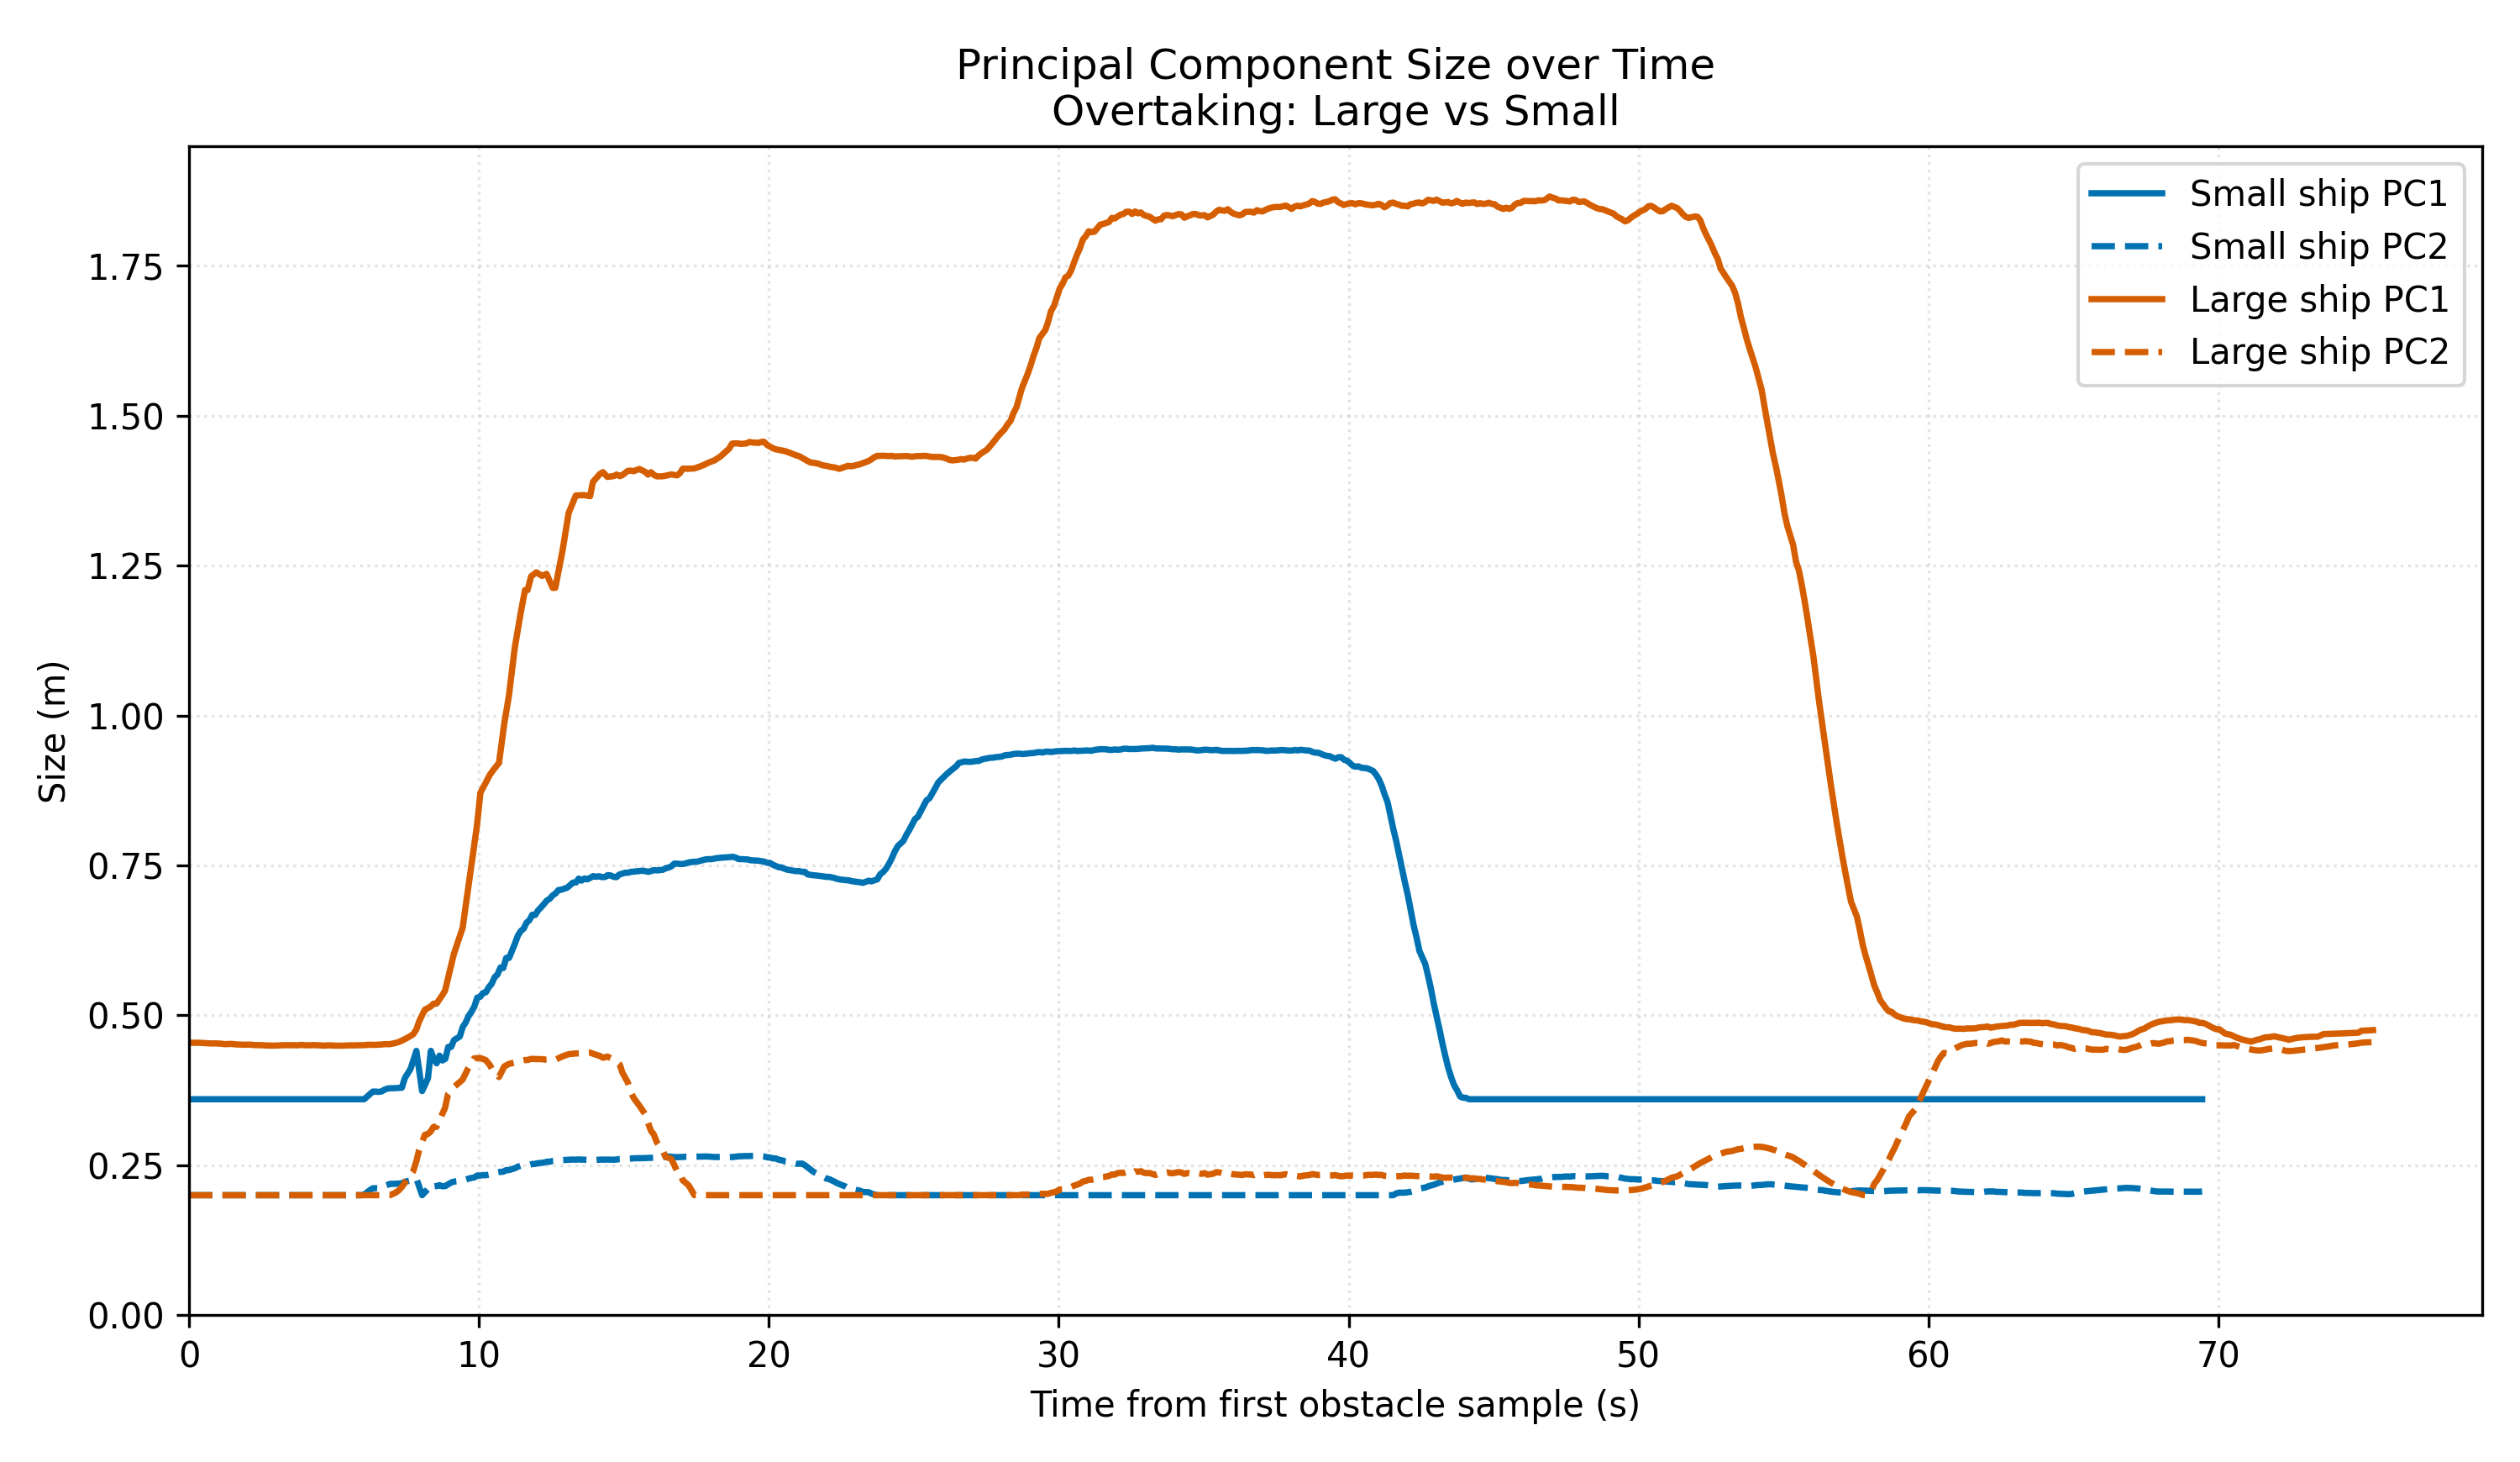 Principal Component Size over Time
Overtaking: Large vs Small
Small ship PC1
Small ship PC2
Large ship PC1
Large ship PC2
1.75
1.50
1.25
1.00
0.75
0.50
0.25
0.00
Size (m)
0 10 20 30 40 50 60 70
Time from first obstacle sample (s)